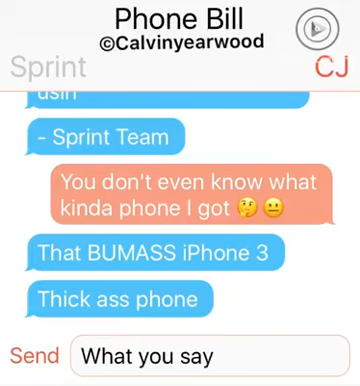 Phone Bill
©Calvinyearwood
Sprint
CJ
usin
- Sprint Team
You don't even know what
kinda phone I got 🤔😐
That BUMASS iPhone 3
Thick ass phone
Send
What you say